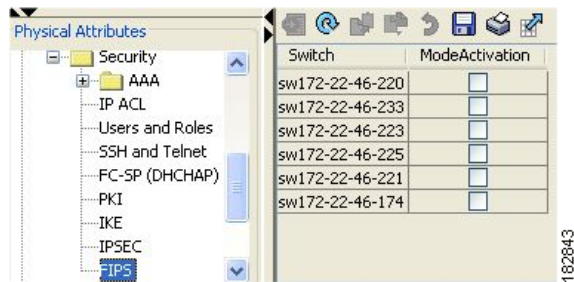 Physical Attributes
Security
AAA
IP ACL
Users and Roles
SSH and Telnet
FC-SP (DHCHAP)
PKI
IKE
IPSEC
FIPS
Switch ModeActivation
sw172-22-46-220
sw172-22-46-233
sw172-22-46-223
sw172-22-46-225
sw172-22-46-221
sw172-22-46-174
182843